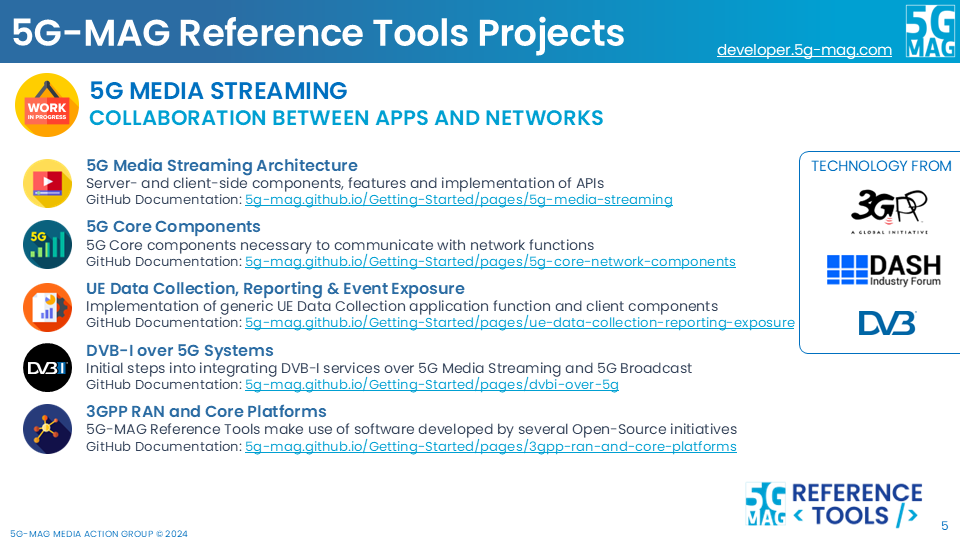 5G-MAG Reference Tools Projects
developer.5g-mag.com
5G
MAG
WORK
IN PROGRESS
5G MEDIA STREAMING
COLLABORATION BETWEEN APPS AND NETWORKS
5G Media Streaming Architecture
Server- and client-side components, features and implementation of APIs
GitHub Documentation: 5g-mag.github.io/Getting-Started/pages/5g-media-streaming
5G
5G Core Components
5G Core components necessary to communicate with network functions
GitHub Documentation: 5g-mag.github.io/Getting-Started/pages/5g-core-network-components
UE Data Collection, Reporting & Event Exposure
Implementation of generic UE Data Collection application function and client components
GitHub Documentation: 5g-mag.github.io/Getting-Started/pages/ue-data-collection-reporting-exposure
DVB I
DVB-I over 5G Systems
Initial steps into integrating DVB-I services over 5G Media Streaming and 5G Broadcast
GitHub Documentation: 5g-mag.github.io/Getting-Started/pages/dvbi-over-5g
3GPP RAN and Core Platforms
5G-MAG Reference Tools make use of software developed by several Open-Source initiatives
GitHub Documentation: 5g-mag.github.io/Getting-Started/pages/3gpp-ran-and-core-platforms
TECHNOLOGY FROM
3GPP
A GLOBAL INITIATIVE
DASH
Industry Forum
DVB
5G
MAG
REFERENCE
< TOOLS />
5G-MAG MEDIA ACTION GROUP © 2024
5